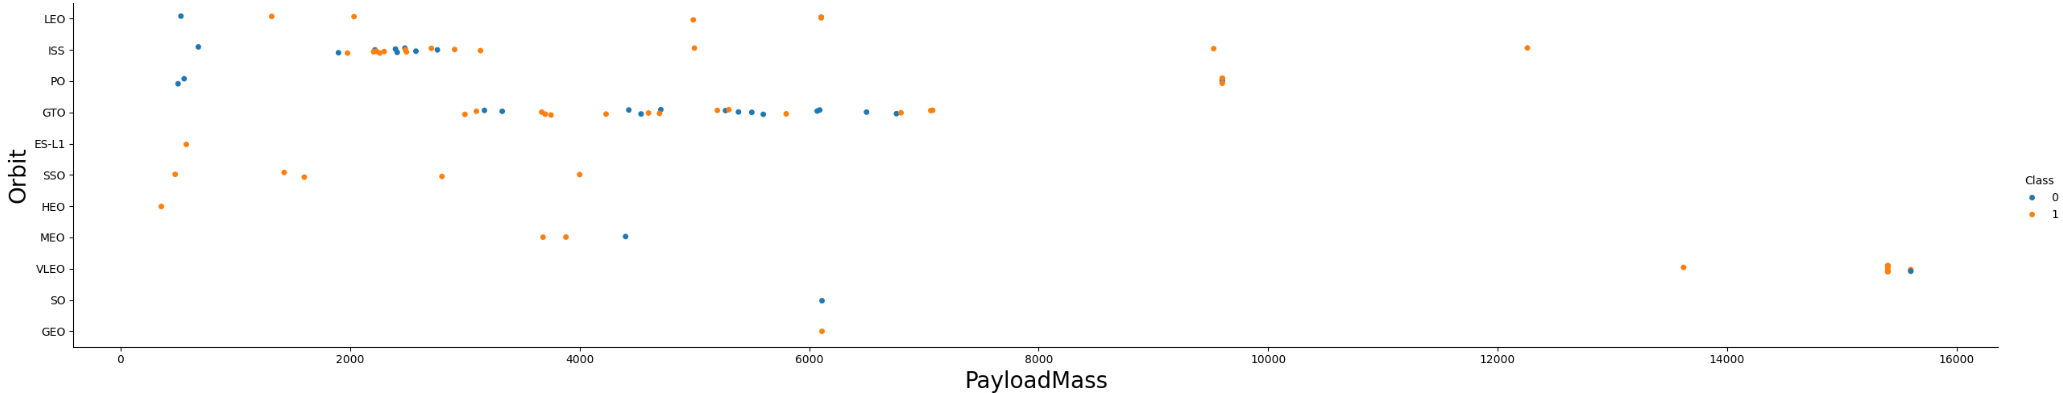 Orbit
LEO
ISS
PO
GTO
ES-L1
SSO
HEO
MEO
VLEO
SO
GEO
0 2000 4000 6000 8000 10000 12000 14000 16000
PayloadMass
Class
0
1